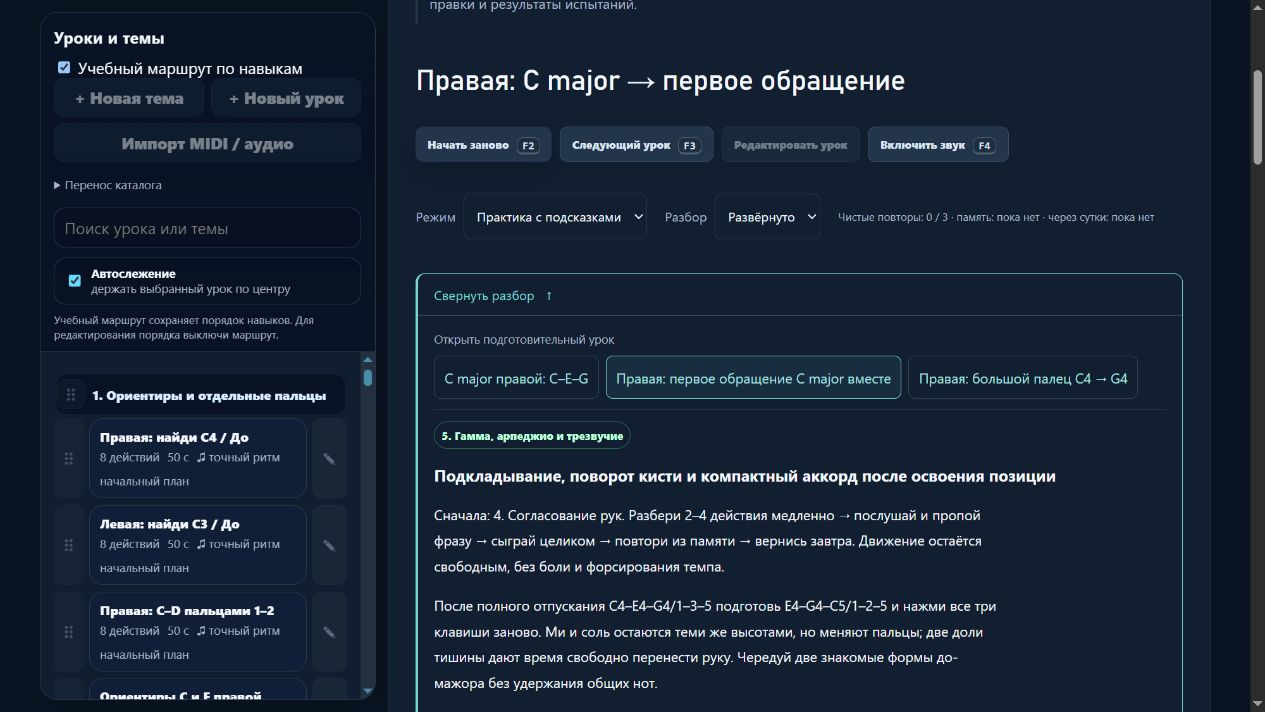 Уроки и темы
Учебный маршрут по навыкам
+ Новая тема
+ Новый урок
Импорт MIDI / аудио
Перенос каталога
Поиск урока или темы
Автослежение
держать выбранный урок по центру
Учебный маршрут сохраняет порядок навыков. Для
редактирования порядка выключи маршрут.
1. Ориентиры и отдельные пальцы
Правая: найди C4 / До
8 действий 50 с ♫ точный ритм
начальный план
Левая: найди C3 / До
8 действий 50 с ♫ точный ритм
начальный план
Правая: C–D пальцами 1–2
8 действий 50 с ♫ точный ритм
начальный план
Ориентиры C и E правой
правки и результаты испытаний.
Правая: C major → первое обращение
Начать заново F2
Следующий урок F3
Редактировать урок
Включить звук F4
Режим
Практика с подсказками
Разбор
Развёрнуто
Чистые повторы: 0 / 3 · память: пока нет · через сутки: пока нет
Свернуть разбор ↑
Открыть подготовительный урок
C major правой: C–E–G
Правая: первое обращение C major вместе
Правая: большой палец C4 → G4
5. Гамма, арпеджио и трезвучие
Подкладывание, поворот кисти и компактный аккорд после освоения позиции
Сначала: 4. Согласование рук. Разбери 2–4 действия медленно → послушай и пропой
фразу → сыграй целиком → повтори из памяти → вернись завтра. Движение остаётся
свободным, без боли и форсирования темпа.
После полного отпускания C4–E4–G4/1–3–5 подготовь E4–G4–C5/1–2–5 и нажми все три
клавиши заново. Ми и соль остаются теми же высотами, но меняют пальцы; две доли
тишины дают время свободно перенести руку. Чередуй две знакомые формы до-
мажора без удержания общих нот.